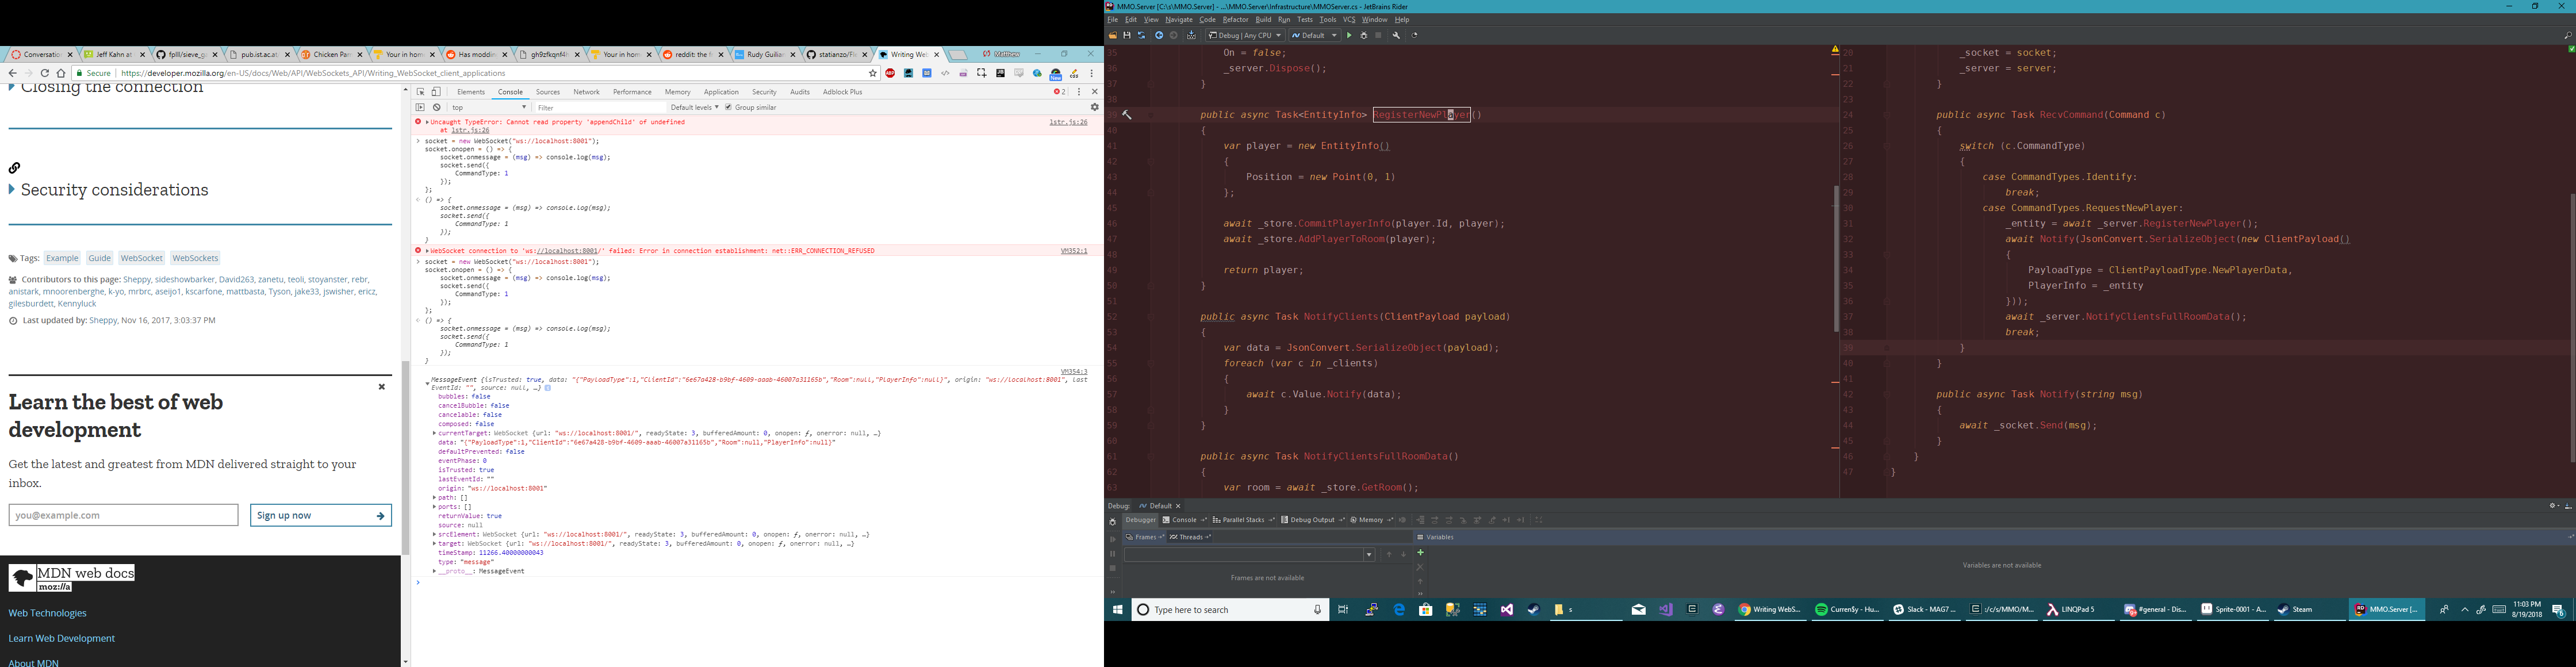 Conversation
Jeff Kahn at
fplll/sieve_g
pub.ist.ac.at
Chicken Par
Your in hom
Has moddin
gh9zfkqnf4
Your in hom
reddit: the f
Rudy Guilia
statianzo/Fle
Writing Web
Matthew
Secure | https://developer.mozilla.org/en-US/docs/Web/API/WebSockets_API/Writing_WebSocket_client_applications
Closing the connection
Security considerations
Tags: Example Guide WebSocket WebSockets
Contributors to this page: Sheppy, sideshowbarker, David263, zanetu, teoli, stoyanster, rebr,
anistark, mnoorenberghe, k-yo, mrbrc, aseijo1, kscarfone, mattbasta, Tyson, jake33, jswisher, ericz,
gilesburdett, Kennyluck
Last updated by: Sheppy, Nov 16, 2017, 3:03:37 PM
Learn the best of web
development
Get the latest and greatest from MDN delivered straight to your
inbox.
you@example.com
Sign up now
MDN web docs
moz://a
Web Technologies
Learn Web Development
About MDN
Elements Console Sources Network Performance Memory Application Security Audits Adblock Plus
2
top
Filter
Default levels
Group similar
Uncaught TypeError: Cannot read property 'appendChild' of undefined
lstr.js:26
at lstr.js:26
socket = new WebSocket("ws://localhost:8001");
socket.onopen = () => {
socket.onmessage = (msg) => console.log(msg);
socket.send({
CommandType: 1
});
};
() => {
socket.onmessage = (msg) => console.log(msg);
socket.send({
CommandType: 1
});
}
WebSocket connection to 'ws://localhost:8001/' failed: Error in connection establishment: net::ERR_CONNECTION_REFUSED
VM352:1
socket = new WebSocket("ws://localhost:8001");
socket.onopen = () => {
socket.onmessage = (msg) => console.log(msg);
socket.send({
CommandType: 1
});
};
() => {
socket.onmessage = (msg) => console.log(msg);
socket.send({
CommandType: 1
});
}
VM354:3
MessageEvent {isTrusted: true, data: "{"PayloadType":1,"ClientId":"6e67a428-b9bf-4609-aaab-46007a31165b","Room":null,"PlayerInfo":null}", origin: "ws://localhost:8001", last
EventId: "", source: null, …}
bubbles: false
cancelBubble: false
cancelable: false
composed: false
currentTarget: WebSocket {url: "ws://localhost:8001/", readyState: 3, bufferedAmount: 0, onopen: ƒ, onerror: null, …}
data: "{"PayloadType":1,"ClientId":"6e67a428-b9bf-4609-aaab-46007a31165b","Room":null,"PlayerInfo":null}"
defaultPrevented: false
eventPhase: 0
isTrusted: true
lastEventId: ""
origin: "ws://localhost:8001"
path: []
ports: []
returnValue: true
source: null
srcElement: WebSocket {url: "ws://localhost:8001/", readyState: 3, bufferedAmount: 0, onopen: ƒ, onerror: null, …}
target: WebSocket {url: "ws://localhost:8001/", readyState: 3, bufferedAmount: 0, onopen: ƒ, onerror: null, …}
timeStamp: 11266.40000000043
type: "message"
__proto__: MessageEvent
MMO.Server [C:\s\MMO.Server] - ...\MMO.Server\Infrastructure\MMOServer.cs - JetBrains Rider
File Edit View Navigate Code Refactor Build Run Tests Tools VCS Window Help
Debug | Any CPU
Default
35 On = false;
36 _server.Dispose();
37 }
38
39 public async Task<EntityInfo> RegisterNewPlayer()
40 {
41 var player = new EntityInfo()
42 {
43 Position = new Point(0, 1)
44 };
45
46 await _store.CommitPlayerInfo(player.Id, player);
47 await _store.AddPlayerToRoom(player);
48
49 return player;
50 }
51
52 public async Task NotifyClients(ClientPayload payload)
53 {
54 var data = JsonConvert.SerializeObject(payload);
55 foreach (var c in _clients)
56 {
57 await c.Value.Notify(data);
58 }
59 }
60
61 public async Task NotifyClientsFullRoomData()
62 {
63 var room = await _store.GetRoom();
20 _socket = socket;
21 _server = server;
22 }
23
24 public async Task RecvCommand(Command c)
25 {
26 switch (c.CommandType)
27 {
28 case CommandTypes.Identify:
29 break;
30 case CommandTypes.RequestNewPlayer:
31 _entity = await _server.RegisterNewPlayer();
32 await Notify(JsonConvert.SerializeObject(new ClientPayload()
33 {
34 PayloadType = ClientPayloadType.NewPlayerData,
35 PlayerInfo = _entity
36 }));
37 await _server.NotifyClientsFullRoomData();
38 break;
39 }
40 }
41
42 public async Task Notify(string msg)
43 {
44 await _socket.Send(msg);
45 }
46 }
47 }
Debug: Default
Debugger Console Parallel Stacks Debug Output Memory
Frames Threads
Variables
Frames are not available
Variables are not available
Type here to search
s
Writing WebS...
Curren$y - Hu...
Slack - MAG7 ...
:/c/s/MMO/M...
LINQPad 5
#general - Dis...
Sprite-0001 - A...
Steam
MMO.Server [...
11:03 PM
8/19/2018
6